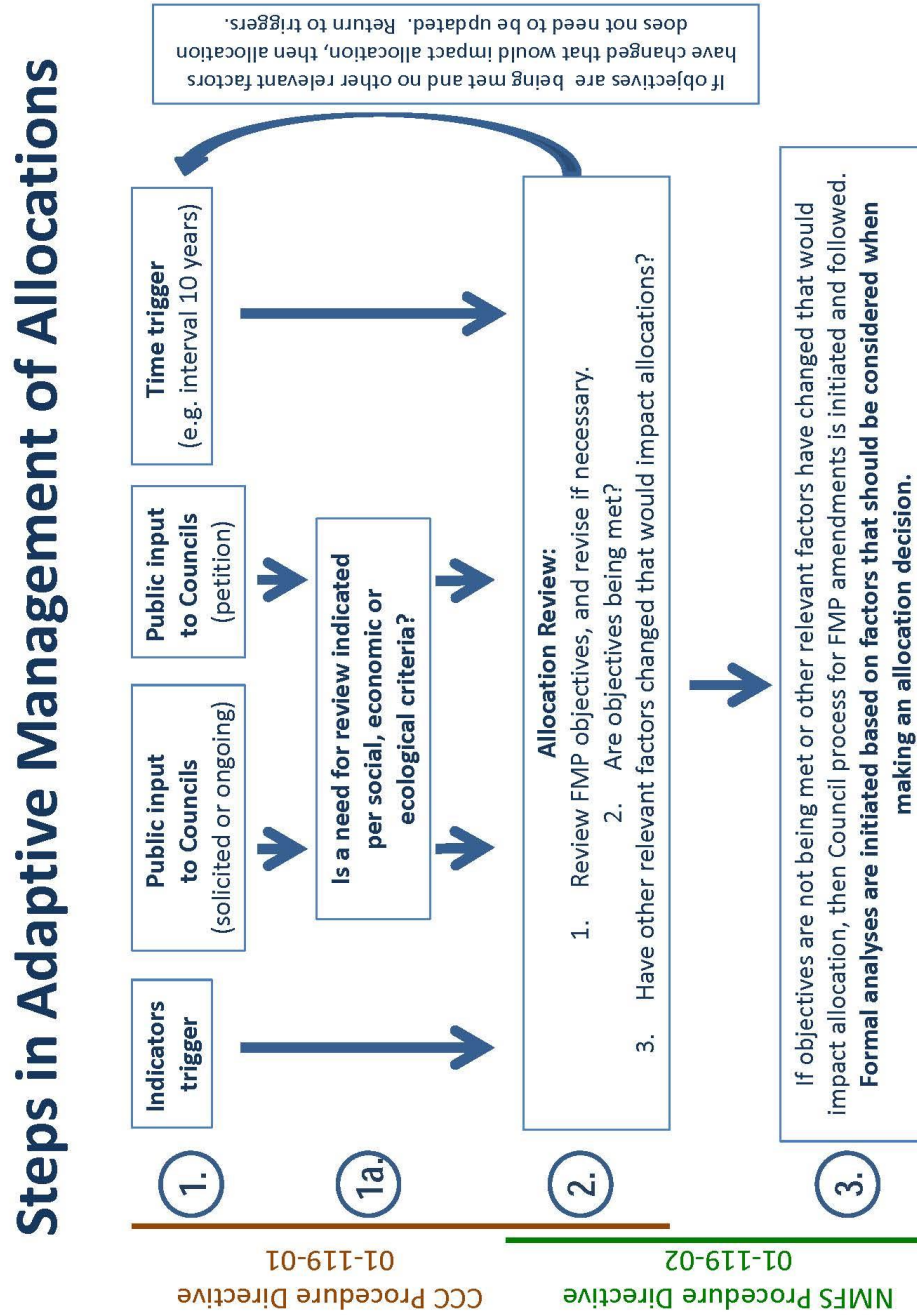 Steps in Adaptive Management of Allocations
1.
Indicators
trigger
Public input
to Councils
(solicited or ongoing)
Public input
to Councils
(petition)
Time trigger
(e.g. interval 10 years)
1a.
Is a need for review indicated
per social, economic or
ecological criteria?
2.
Allocation Review:
1. Review FMP objectives, and revise if necessary.
2. Are objectives being met?
3. Have other relevant factors changed that would impact allocations?
If objectives are being met and no other relevant factors
have changed that would impact allocation, then allocation
does not need to be updated. Return to triggers.
3.
If objectives are not being met or other relevant factors have changed that would
impact allocation, then Council process for FMP amendments is initiated and followed.
Formal analyses are initiated based on factors that should be considered when
making an allocation decision.
CCC Procedure Directive
01-119-01
NMFS Procedure Directive
01-119-02